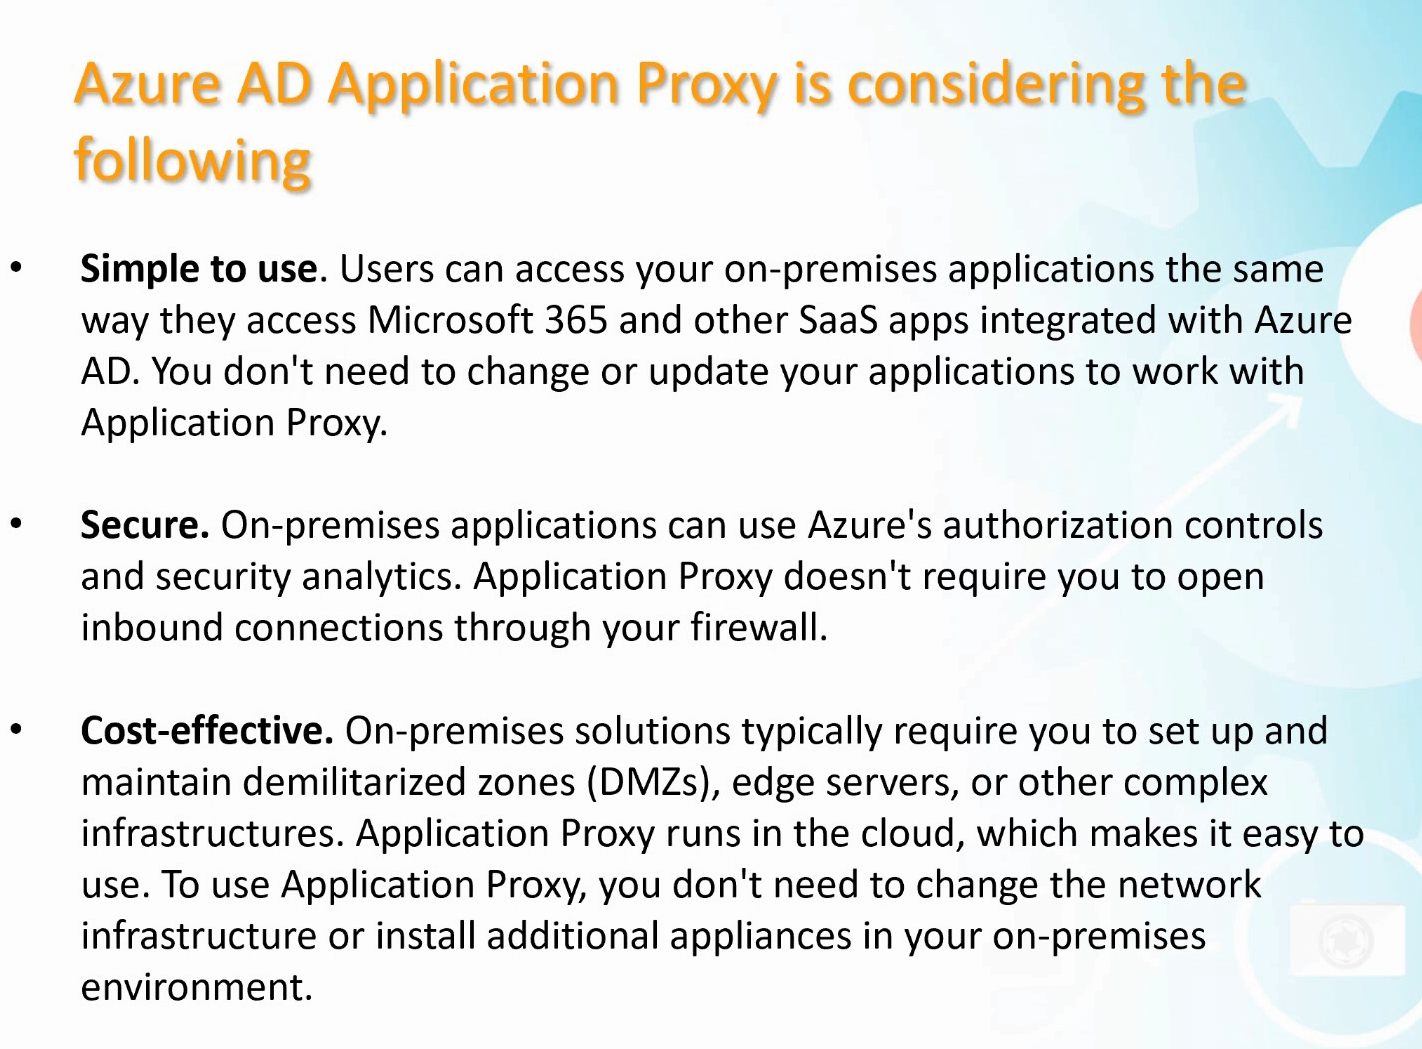 Azure AD Application Proxy is considering the
following
• Simple to use. Users can access your on-premises applications the same
way they access Microsoft 365 and other SaaS apps integrated with Azure
AD. You don't need to change or update your applications to work with
Application Proxy.
• Secure. On-premises applications can use Azure's authorization controls
and security analytics. Application Proxy doesn't require you to open
inbound connections through your firewall.
• Cost-effective. On-premises solutions typically require you to set up and
maintain demilitarized zones (DMZs), edge servers, or other complex
infrastructures. Application Proxy runs in the cloud, which makes it easy to
use. To use Application Proxy, you don't need to change the network
infrastructure or install additional appliances in your on-premises
environment.